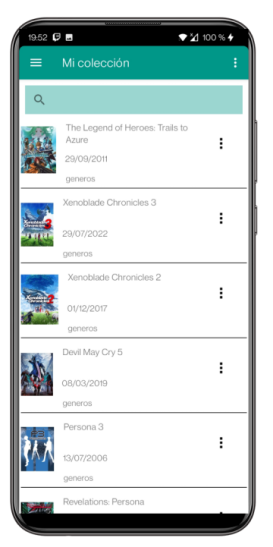 19:52
100 %
Mi colección
The Legend of Heroes: Trails to
Azure
29/09/2011
generos
Xenoblade Chronicles 3
29/07/2022
generos
Xenoblade Chronicles 2
01/12/2017
generos
Devil May Cry 5
08/03/2019
generos
Persona 3
13/07/2006
generos
Revelations: Persona